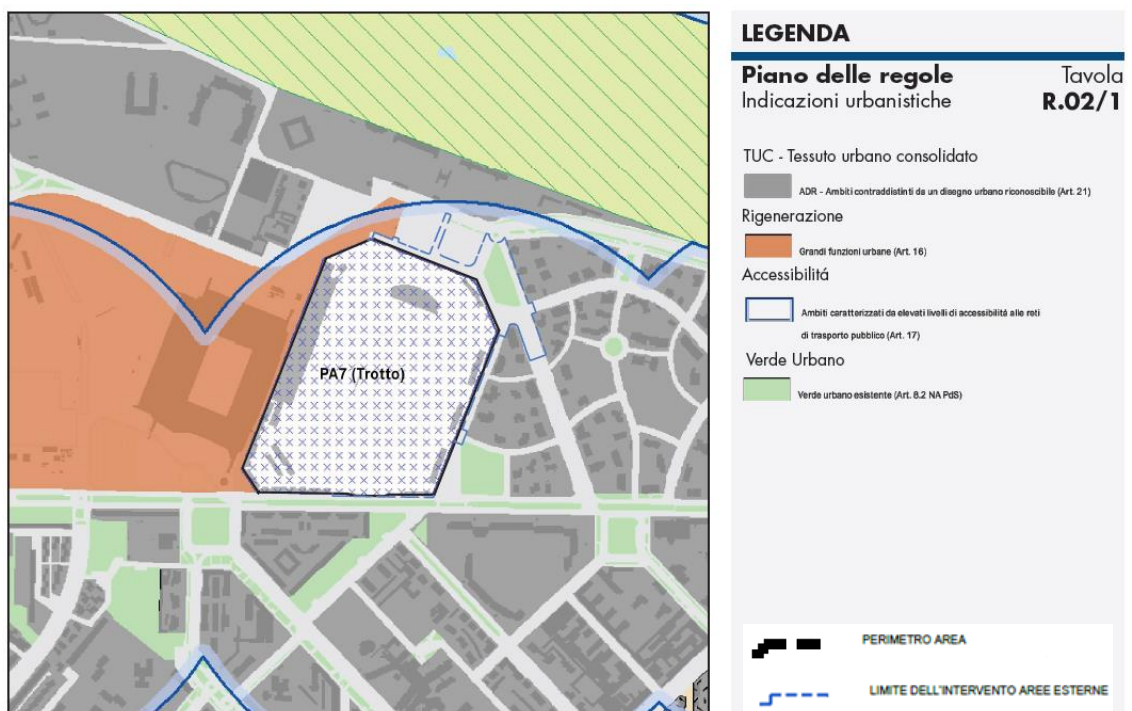 PA7 (Trotto)
LEGENDA
Piano delle regole Tavola
Indicazioni urbanistiche R.02/1
TUC - Tessuto urbano consolidato
ADR - Ambiti contraddistinti da un disegno urbano riconoscibile (Art. 21)
Rigenerazione
Grandi funzioni urbane (Art. 16)
Accessibilitá
Ambiti caratterizzati da elevati livelli di accessibilitá alle reti
di trasporto pubblico (Art. 17)
Verde Urbano
Verde urbano esistente (Art. 8.2 NA PdS)
PERIMETRO AREA
LIMITE DELL'INTERVENTO AREE ESTERNE